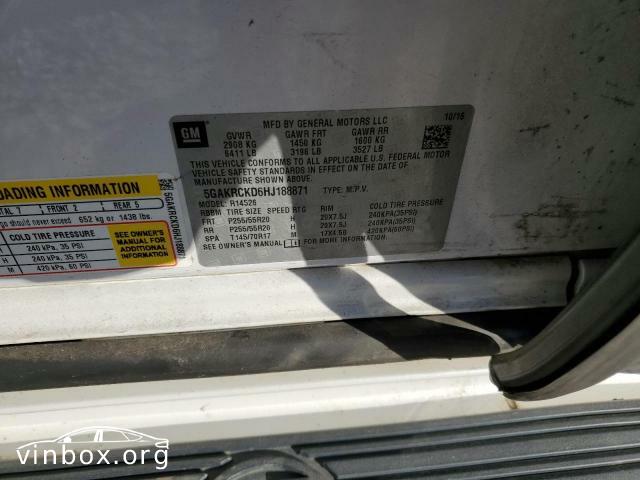 GM
MFD BY GENERAL MOTORS LLC
10/16
GVWR GAWR FRT GAWR RR
2908 KG 1450 KG 1600 KG
6411 LB 3196 LB 3527 LB
THIS VEHICLE CONFORMS TO ALL APPLICABLE U.S. FEDERAL MOTOR
VEHICLE SAFETY STANDARDS IN EFFECT ON THE DATE OF
MANUFACTURE SHOWN ABOVE.
5GAKRCKD6HJ188871 TYPE: M.P.V.
MODEL: R14526
RBBM TIRE SIZE SPEED RTG RIM COLD TIRE PRESSURE
FRT P255/55R20 H 20X7.5J 240KPA(35PSI)
RR P255/55R20 H 20X7.5J 240KPA(35PSI)
SPA T145/70R17 M 17X4.5B 420KPA(60PSI)
SEE OWNER'S MANUAL FOR ADDITIONAL INFORMATION.
LOADING INFORMATION
TOTAL 7 FRONT 2 REAR 5
should never exceed 652 kg or 1438 lbs.
COLD TIRE PRESSURE
H 240 kPa, 35 PSI
H 240 kPa, 35 PSI
M 420 kPa, 60 PSI
SEE OWNER'S
MANUAL FOR
ADDITIONAL
INFORMATION
5GAKRCKD6HJ188871
vinbox.org